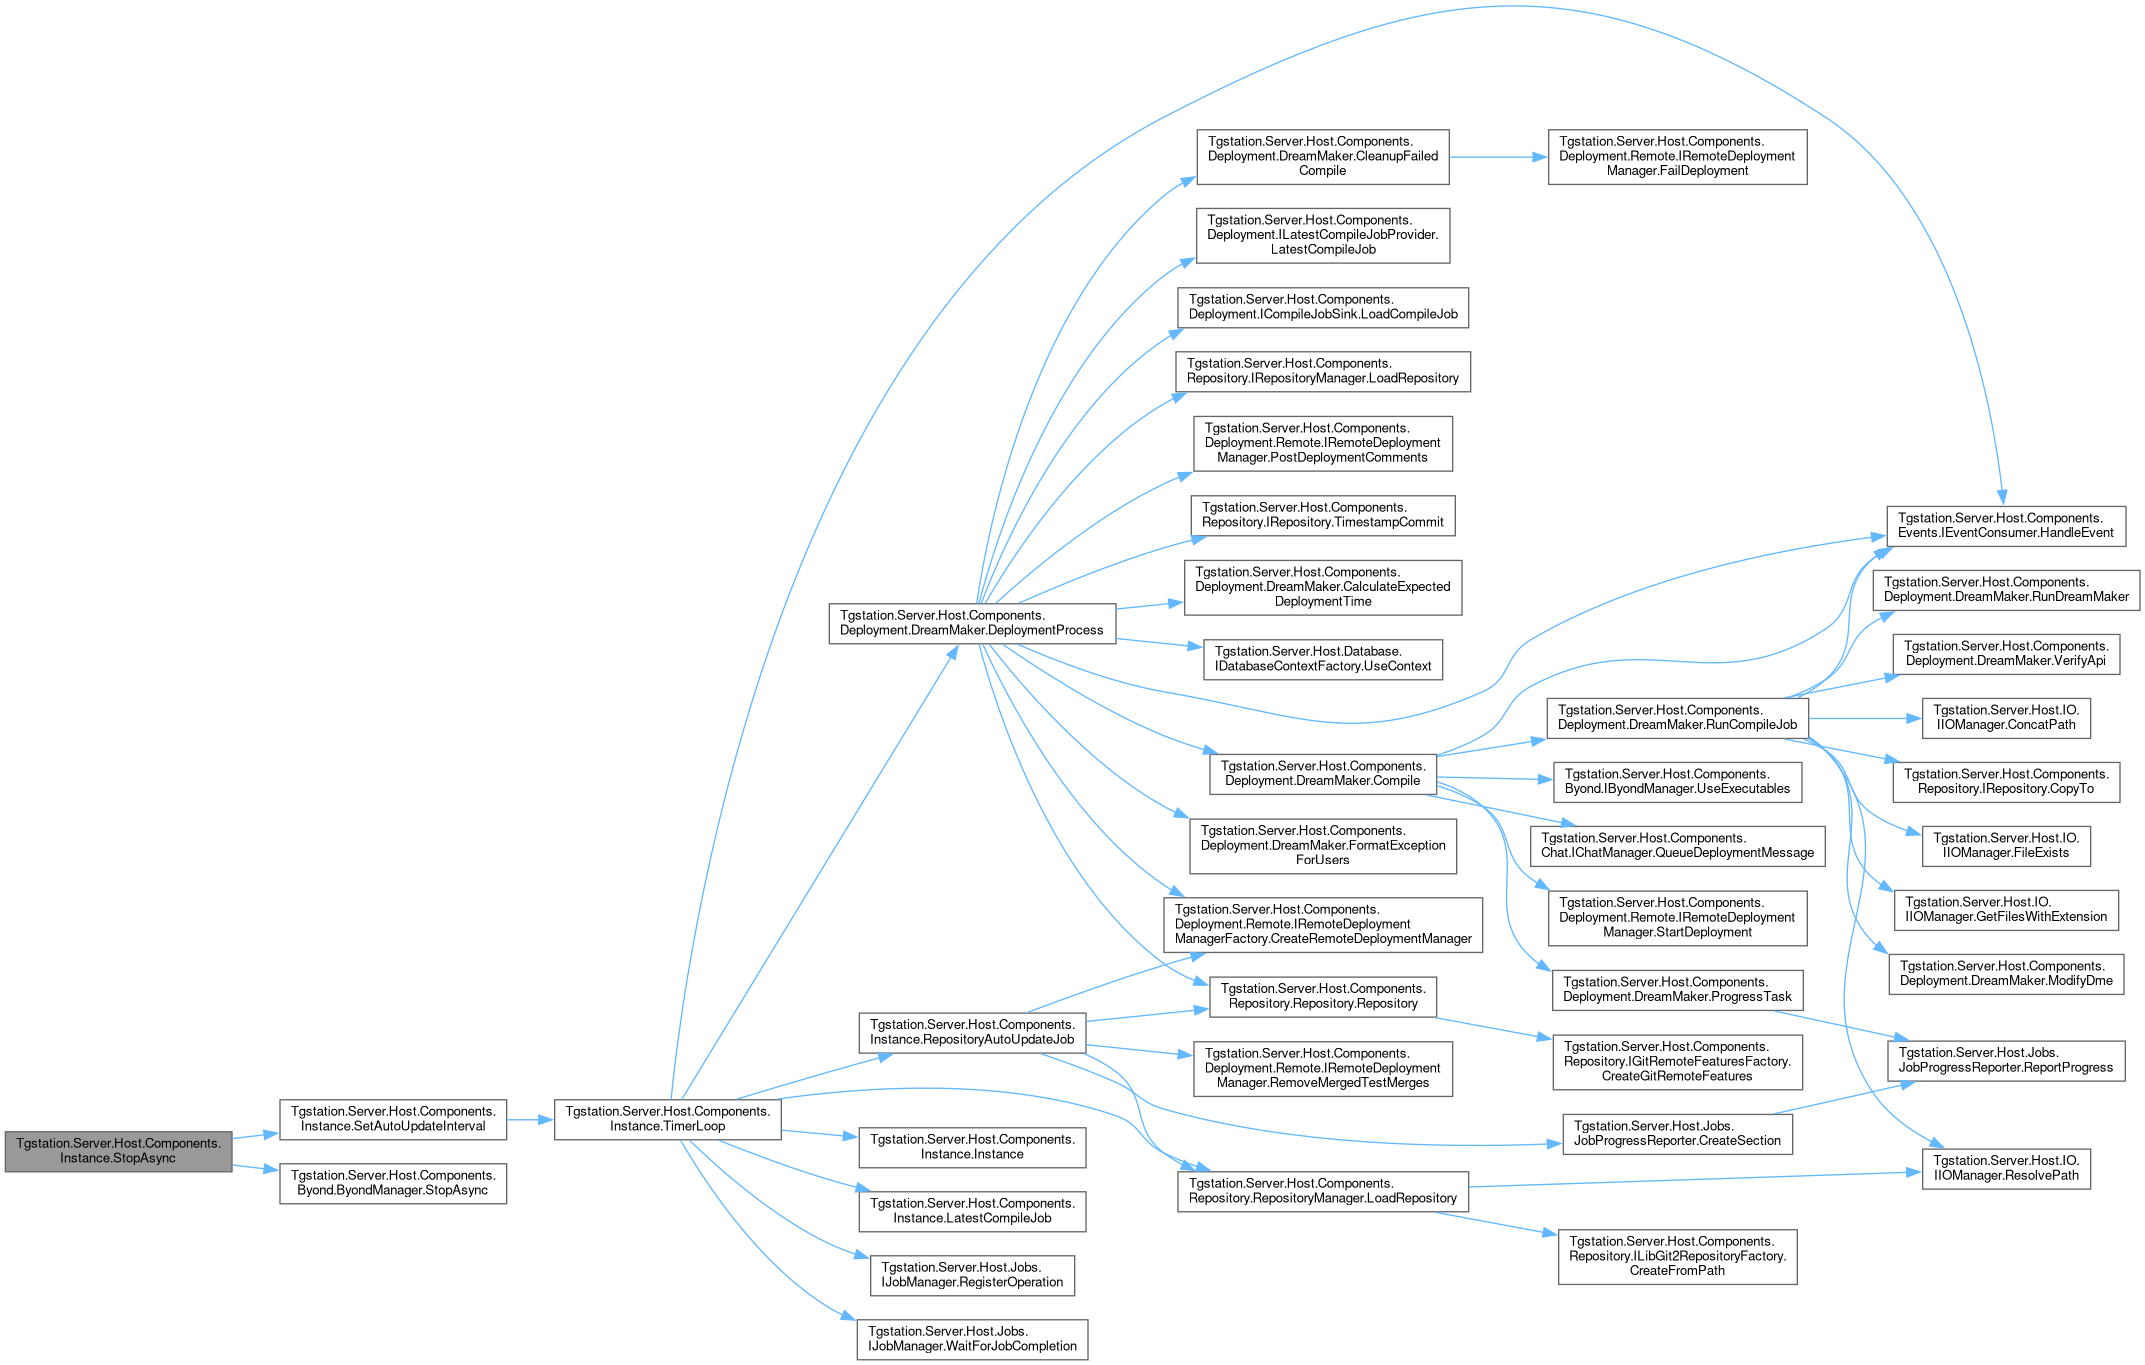 Tgstation.Server.Host.Components.
Instance.StopAsync
Tgstation.Server.Host.Components.
Instance.SetAutoUpdateInterval
Tgstation.Server.Host.Components.
Byond.ByondManager.StopAsync
Tgstation.Server.Host.Components.
Instance.TimerLoop
Tgstation.Server.Host.Components.
Deployment.DreamMaker.DeploymentProcess
Tgstation.Server.Host.Components.
Instance.RepositoryAutoUpdateJob
Tgstation.Server.Host.Components.
Instance.Instance
Tgstation.Server.Host.Components.
Instance.LatestCompileJob
Tgstation.Server.Host.Jobs.
IJobManager.RegisterOperation
Tgstation.Server.Host.Jobs.
IJobManager.WaitForJobCompletion
Tgstation.Server.Host.Components.
Deployment.DreamMaker.CleanupFailed
Compile
Tgstation.Server.Host.Components.
Deployment.ILatestCompileJobProvider.
LatestCompileJob
Tgstation.Server.Host.Components.
Deployment.ICompileJobSink.LoadCompileJob
Tgstation.Server.Host.Components.
Repository.IRepositoryManager.LoadRepository
Tgstation.Server.Host.Components.
Deployment.Remote.IRemoteDeployment
Manager.PostDeploymentComments
Tgstation.Server.Host.Components.
Repository.IRepository.TimestampCommit
Tgstation.Server.Host.Components.
Deployment.DreamMaker.CalculateExpected
DeploymentTime
Tgstation.Server.Host.Database.
IDatabaseContextFactory.UseContext
Tgstation.Server.Host.Components.
Deployment.DreamMaker.Compile
Tgstation.Server.Host.Components.
Deployment.DreamMaker.FormatException
ForUsers
Tgstation.Server.Host.Components.
Deployment.Remote.IRemoteDeployment
ManagerFactory.CreateRemoteDeploymentManager
Tgstation.Server.Host.Components.
Repository.Repository.Repository
Tgstation.Server.Host.Components.
Deployment.Remote.IRemoteDeployment
Manager.RemoveMergedTestMerges
Tgstation.Server.Host.Components.
Repository.RepositoryManager.LoadRepository
Tgstation.Server.Host.Components.
Deployment.Remote.IRemoteDeployment
Manager.FailDeployment
Tgstation.Server.Host.Components.
Deployment.DreamMaker.RunCompileJob
Tgstation.Server.Host.Components.
Byond.IByondManager.UseExecutables
Tgstation.Server.Host.Components.
Chat.IChatManager.QueueDeploymentMessage
Tgstation.Server.Host.Components.
Deployment.Remote.IRemoteDeployment
Manager.StartDeployment
Tgstation.Server.Host.Components.
Deployment.DreamMaker.ProgressTask
Tgstation.Server.Host.Components.
Repository.IGitRemoteFeaturesFactory.
CreateGitRemoteFeatures
Tgstation.Server.Host.Jobs.
JobProgressReporter.CreateSection
Tgstation.Server.Host.Components.
Repository.ILibGit2RepositoryFactory.
CreateFromPath
Tgstation.Server.Host.Components.
Events.IEventConsumer.HandleEvent
Tgstation.Server.Host.Components.
Deployment.DreamMaker.RunDreamMaker
Tgstation.Server.Host.Components.
Deployment.DreamMaker.VerifyApi
Tgstation.Server.Host.IO.
IIOManager.ConcatPath
Tgstation.Server.Host.Components.
Repository.IRepository.CopyTo
Tgstation.Server.Host.IO.
IIOManager.FileExists
Tgstation.Server.Host.IO.
IIOManager.GetFilesWithExtension
Tgstation.Server.Host.Components.
Deployment.DreamMaker.ModifyDme
Tgstation.Server.Host.Jobs.
JobProgressReporter.ReportProgress
Tgstation.Server.Host.IO.
IIOManager.ResolvePath